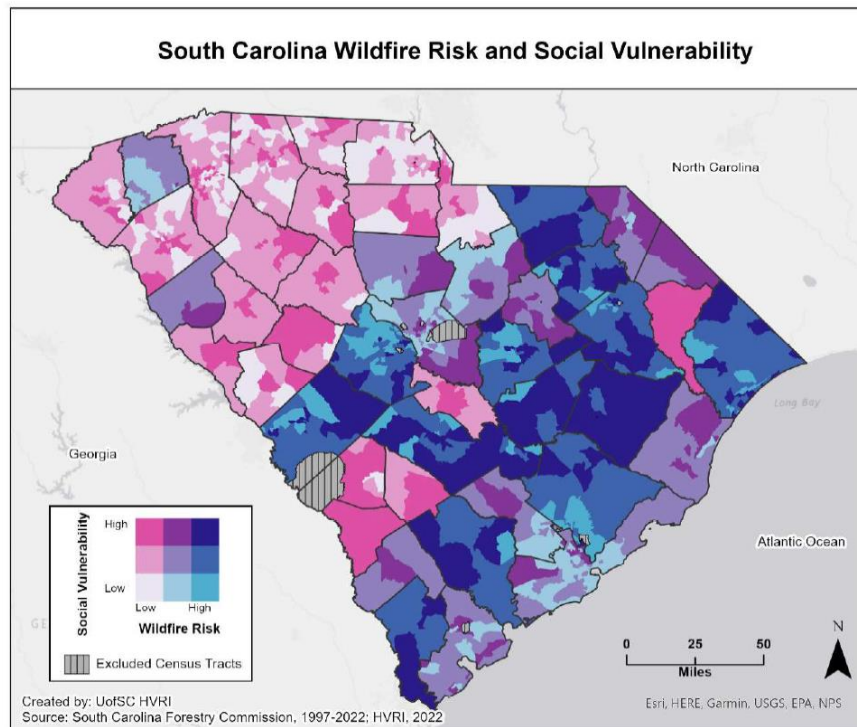 South Carolina Wildfire Risk and Social Vulnerability
North Carolina
Long Bay
Georgia
Atlantic Ocean
High
Low
Social Vulnerability
Low
High
Wildfire Risk
Excluded Census Tracts
N
0 25 50
Miles
Created by: UofSC HVRI
Source: South Carolina Forestry Commission, 1997-2022; HVRI, 2022
Esri, HERE, Garmin, USGS, EPA, NPS